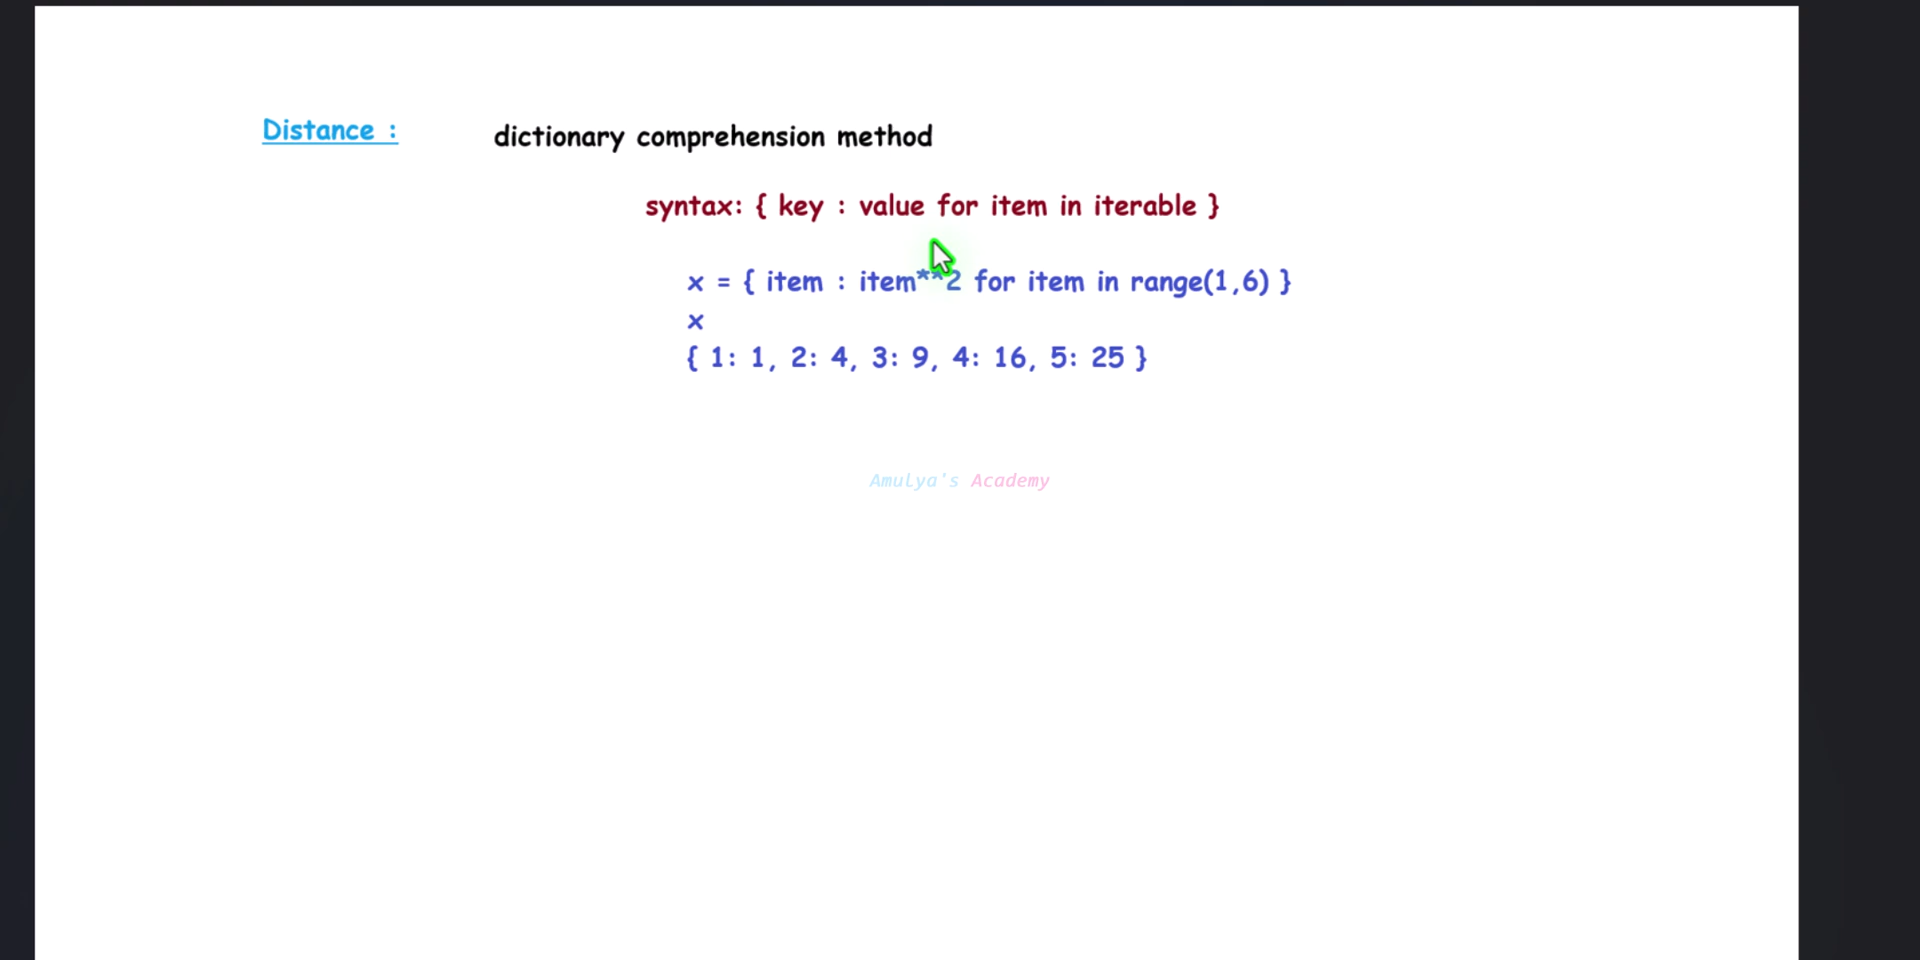 Distance : dictionary comprehension method
syntax: { key : value for item in iterable }
x = { item : item**2 for item in range(1,6) }
x
{ 1: 1, 2: 4, 3: 9, 4: 16, 5: 25 }
Amulya's Academy